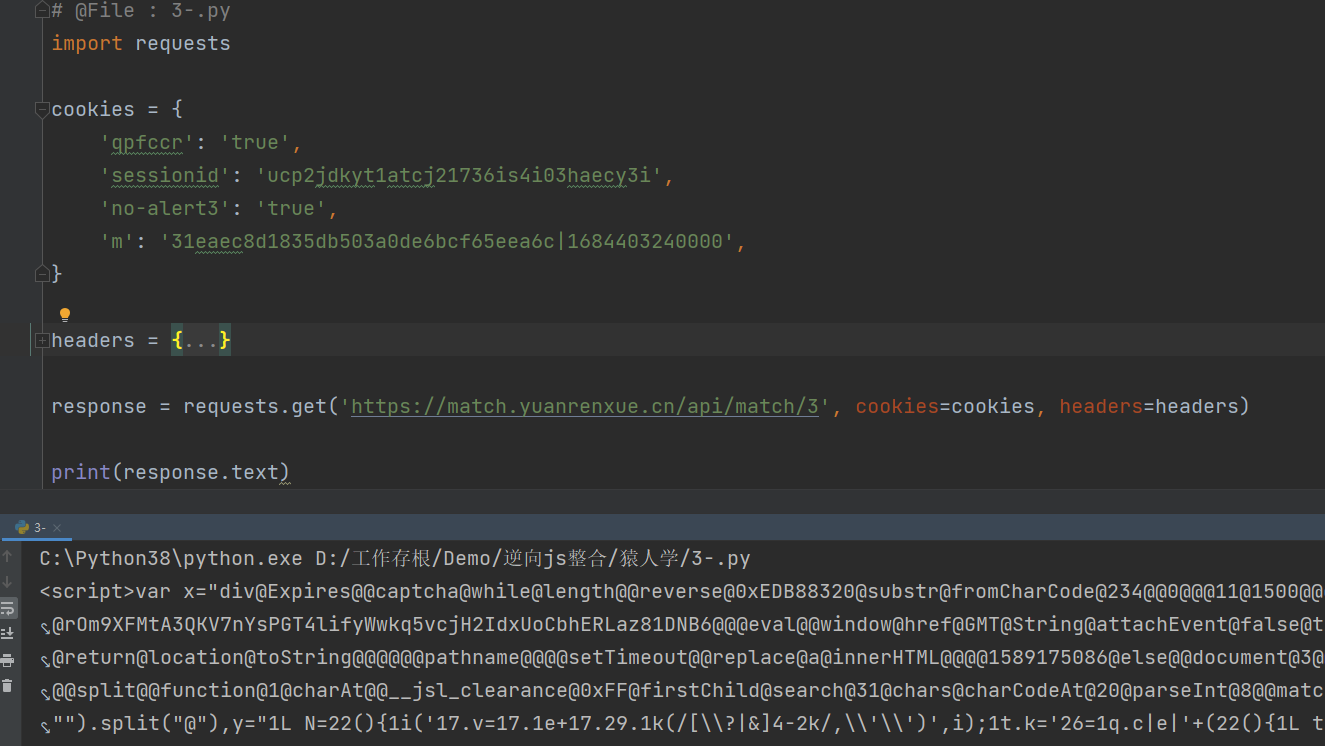 # @File : 3-.py
import requests
cookies = {
'qpfccr': 'true',
'sessionid': 'ucp2jdkyt1atcj21736is4i03haecy3i',
'no-alert3': 'true',
'm': '31eaec8d1835db503a0de6bcf65eea6c|1684403240000',
}
headers = {...}
response = requests.get('https://match.yuanrenxue.cn/api/match/3', cookies=cookies, headers=headers)
print(response.text)
3-
C:\Python38\python.exe D:/工作存根/Demo/逆向js整合/猿人学/3-.py
<script>var x="div@Expires@@captcha@while@length@@reverse@0xEDB88320@substr@fromCharCode@234@@0@@@11@1500@@
@rOm9XFMtA3QKV7nYsPGT4lifyWwkq5vcjH2IdxUoCbhERLaz81DNB6@@@eval@@window@href@GMT@String@attachEvent@false@t
@return@location@toString@@@@@@pathname@@@@setTimeout@@replace@a@innerHTML@@@@1589175086@else@@document@3@
@@split@@function@1@charAt@@__jsl_clearance@0xFF@firstChild@search@31@chars@charCodeAt@20@parseInt@8@@matc
"").split("@"),y="1L N=22(){1i('17.v=17.1e+17.29.1k(/[\\?|&]4-2k/,\\'\\')',i);1t.k='26=1q.c|e|'+(22(){1L t